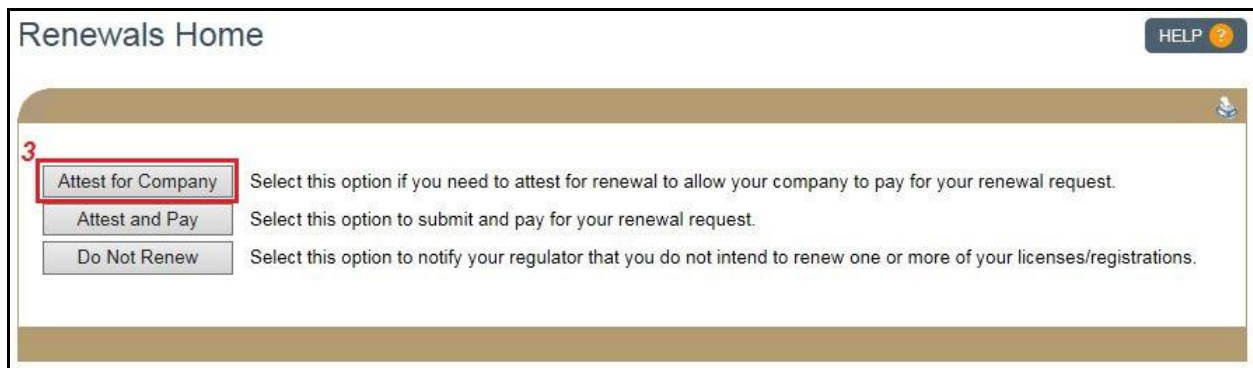 Renewals Home
HELP ?
3
Attest for Company Select this option if you need to attest for renewal to allow your company to pay for your renewal request.
Attest and Pay Select this option to submit and pay for your renewal request.
Do Not Renew Select this option to notify your regulator that you do not intend to renew one or more of your licenses/registrations.